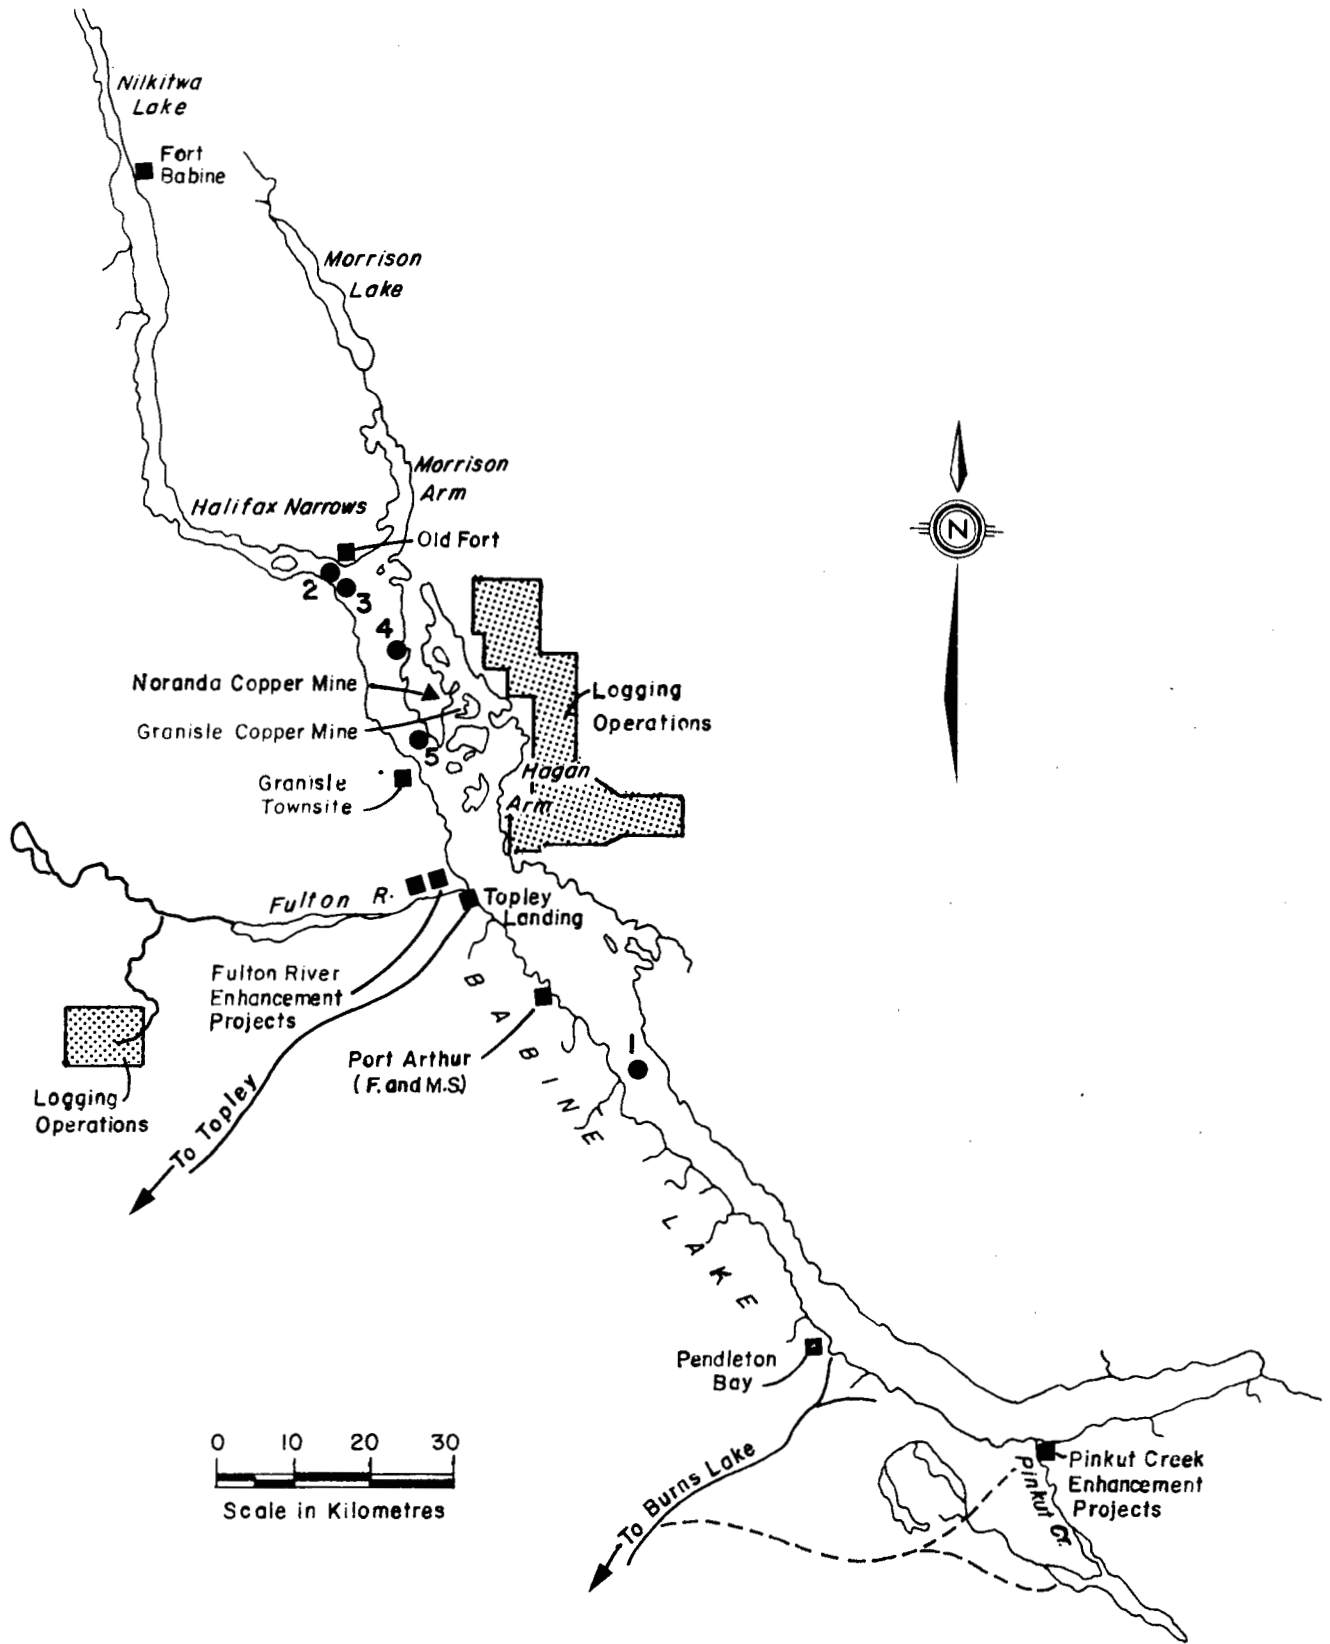 Nilkitwa
Lake
Fort
Babine
Morrison
Lake
Morrison
Arm
Halifax Narrows
Old Fort
2
3
4
Noranda Copper Mine
Granisle Copper Mine
5
Logging
Operations
Hagan
Arm
Granisle
Townsite
Fulton R.
Topley
Landing
Fulton River
Enhancement
Projects
Port Arthur
(F. and M.S.)
1
Logging
Operations
To Topley
BABINE LAKE
N
Pendleton
Bay
To Burns Lake
Pinkut Creek
Enhancement
Projects
Pinkut Cr.
0 10 20 30
Scale in Kilometres